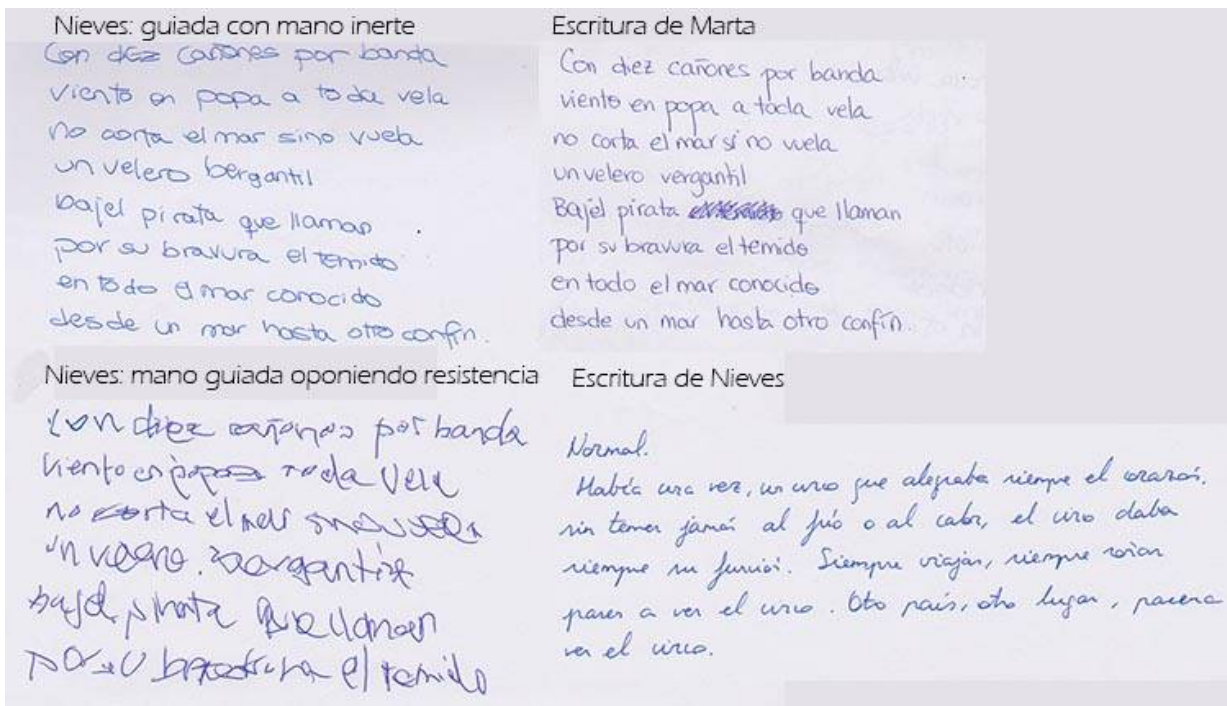 Nieves: guiada con mano inerte
Con diez cañones por banda
viento en popa a toda vela
no corta el mar sino vuela
un velero bergantil
bajel pirata que llaman
por su bravura el temido
en todo el mar conocido
desde un mar hasta otro confín.
Escritura de Marta
Con diez cañones por banda
viento en popa a toda vela
no corta el mar si no vuela
un velero vergantil
Bajel pirata que llaman
por su bravura el temido
en todo el mar conocido
desde un mar hasta otro confín.
Nieves: mano guiada oponiendo resistencia
Con diez cañones por banda
viento en popa toda vela
no corta el mar
un bergantil
bajel pirata que llaman
por su el temido
Escritura de Nieves
Normal.
Había una vez, un circo que alegraba siempre el corazón.
sin temer jamás al frío o al calor, el circo daba
siempre su función. Siempre viajar, siempre
pasen a ver el circo. Otro país, otro lugar,
ver el circo.